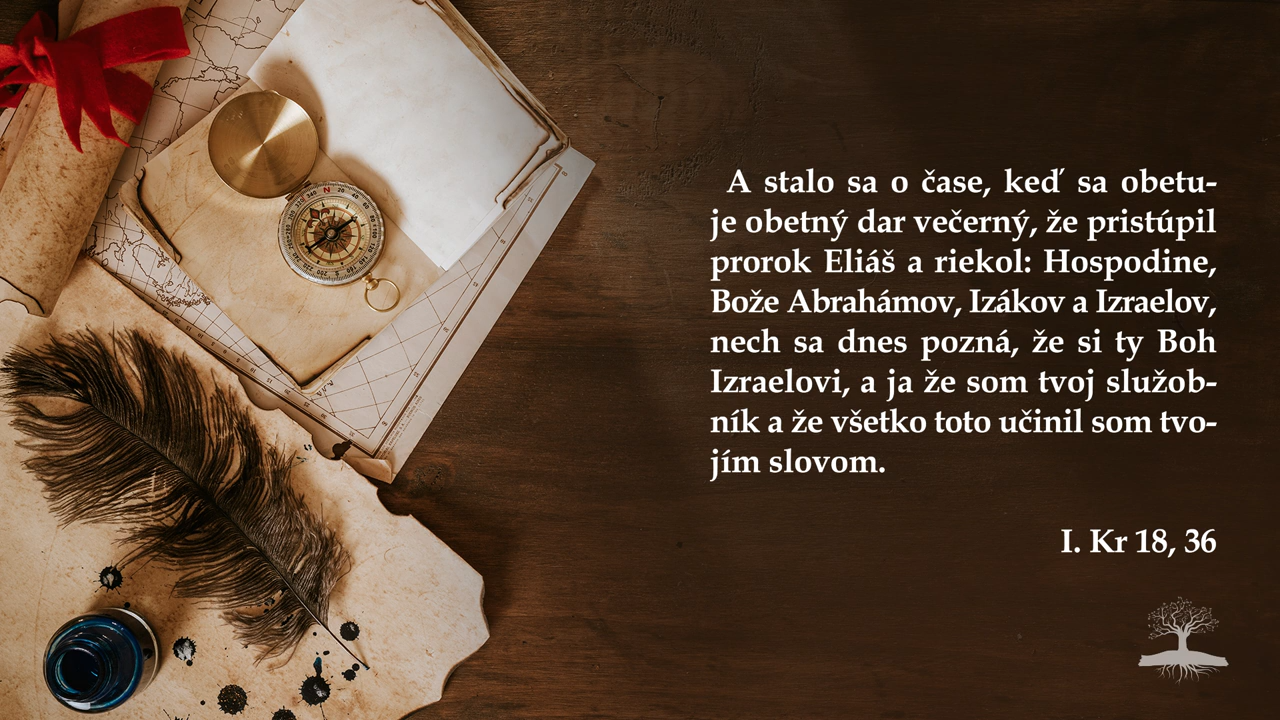 A stalo sa o čase, keď sa obetu-
je obetný dar večerný, že pristúpil
prorok Eliáš a riekol: Hospodine,
Bože Abrahámov, Izákov a Izraelov,
nech sa dnes pozná, že si ty Boh
Izraelovi, a ja že som tvoj služob-
ník a že všetko toto učinil som tvo-
jím slovom.
I. Kr 18, 36